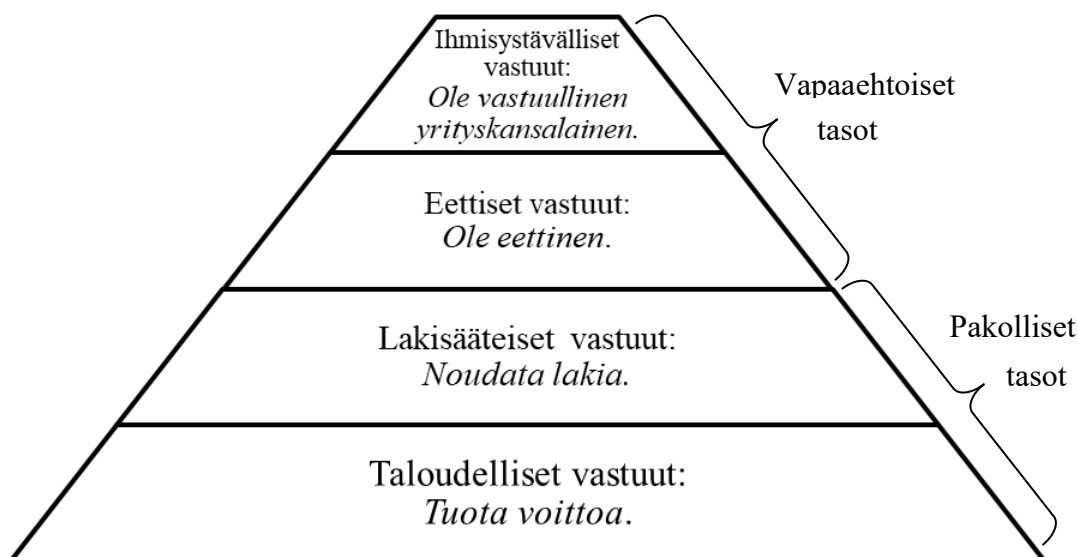 Ihmisystävälliset
vastuut:
Ole vastuullinen
yrityskansalainen.
Vapaaehtoiset
tasot
Eettiset vastuut:
Ole eettinen.
Lakisääteiset vastuut:
Noudata lakia.
Pakolliset
tasot
Taloudelliset vastuut:
Tuota voittoa.